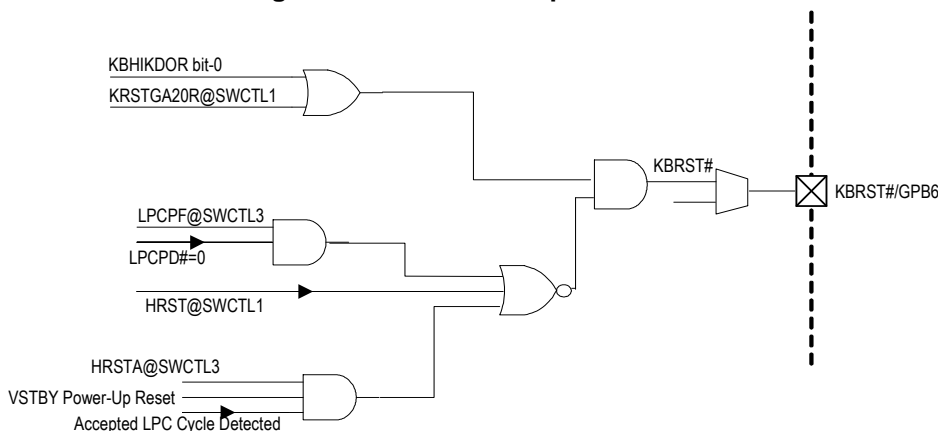 KBHIKDOR bit-0
KRSTGA20R@SWCTL1
KBRST#
KBRST#/GPB6
LPCPF@SWCTL3
LPCPD#=0
HRST@SWCTL1
HRSTA@SWCTL3
VSTBY Power-Up Reset
Accepted LPC Cycle Detected